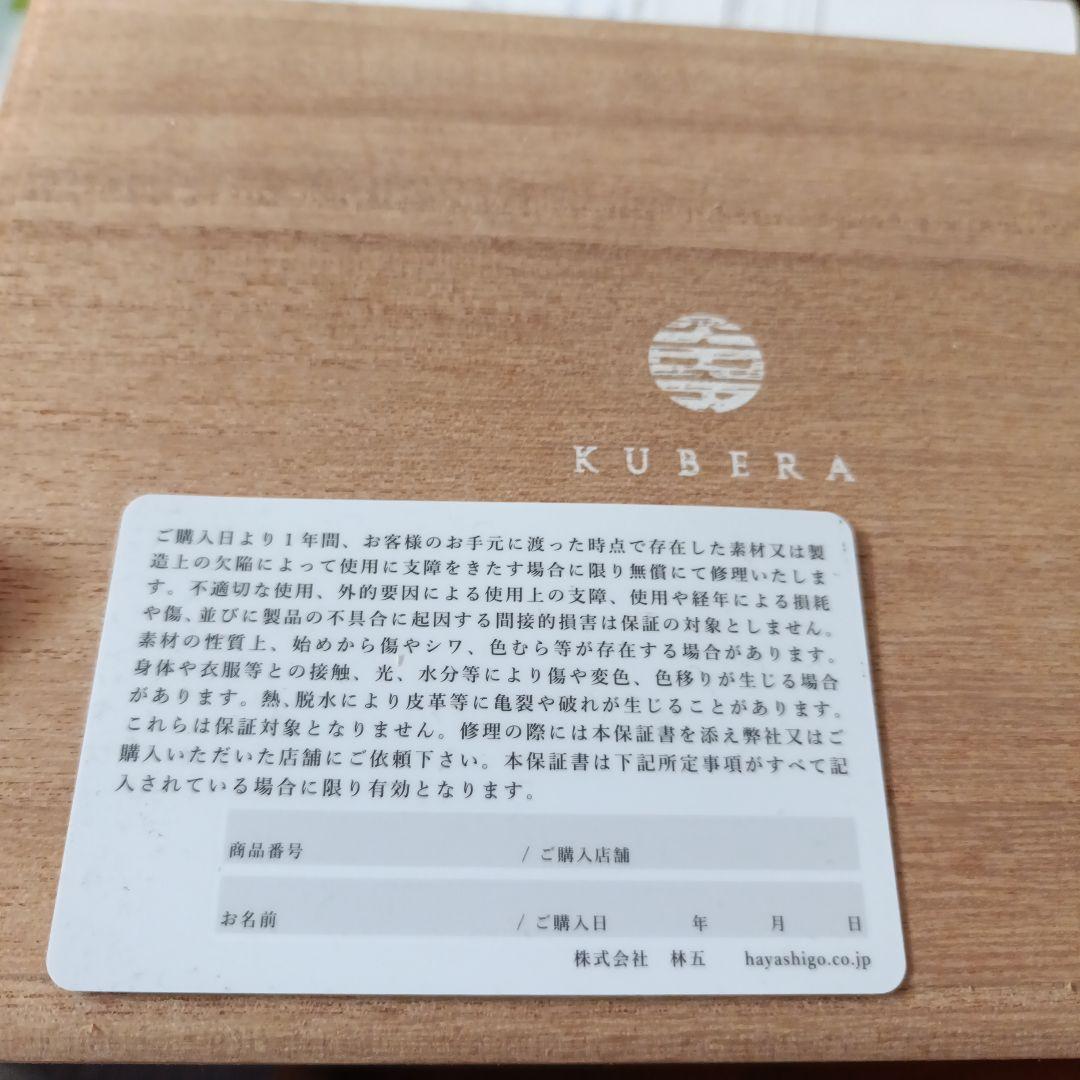 KUBERA
ご購入日より1年間、お客様のお手元に渡った時点で存在した素材又は製
造上の欠陥によって使用に支障をきたす場合に限り無償にて修理いたしま
す。不適切な使用、外的要因による使用上の支障、使用や経年による損耗
や傷、並びに製品の不具合に起因する間接的損害は保証の対象としません。
素材の性質上、始めから傷やシワ、色むら等が存在する場合があります。
身体や衣服等との接触、光、水分等により傷や変色、色移りが生じる場合
があります。熱、脱水により皮革等に亀裂や破れが生じることがあります。
これらは保証対象となりません。修理の際には本保証書を添え弊社又はご
購入いただいた店舗にご依頼下さい。本保証書は下記所定事項がすべて記
入されている場合に限り有効となります。
商品番号 / ご購入店舗
お名前 / ご購入日 年 月 日
株式会社 林五 hayashigo.co.jp